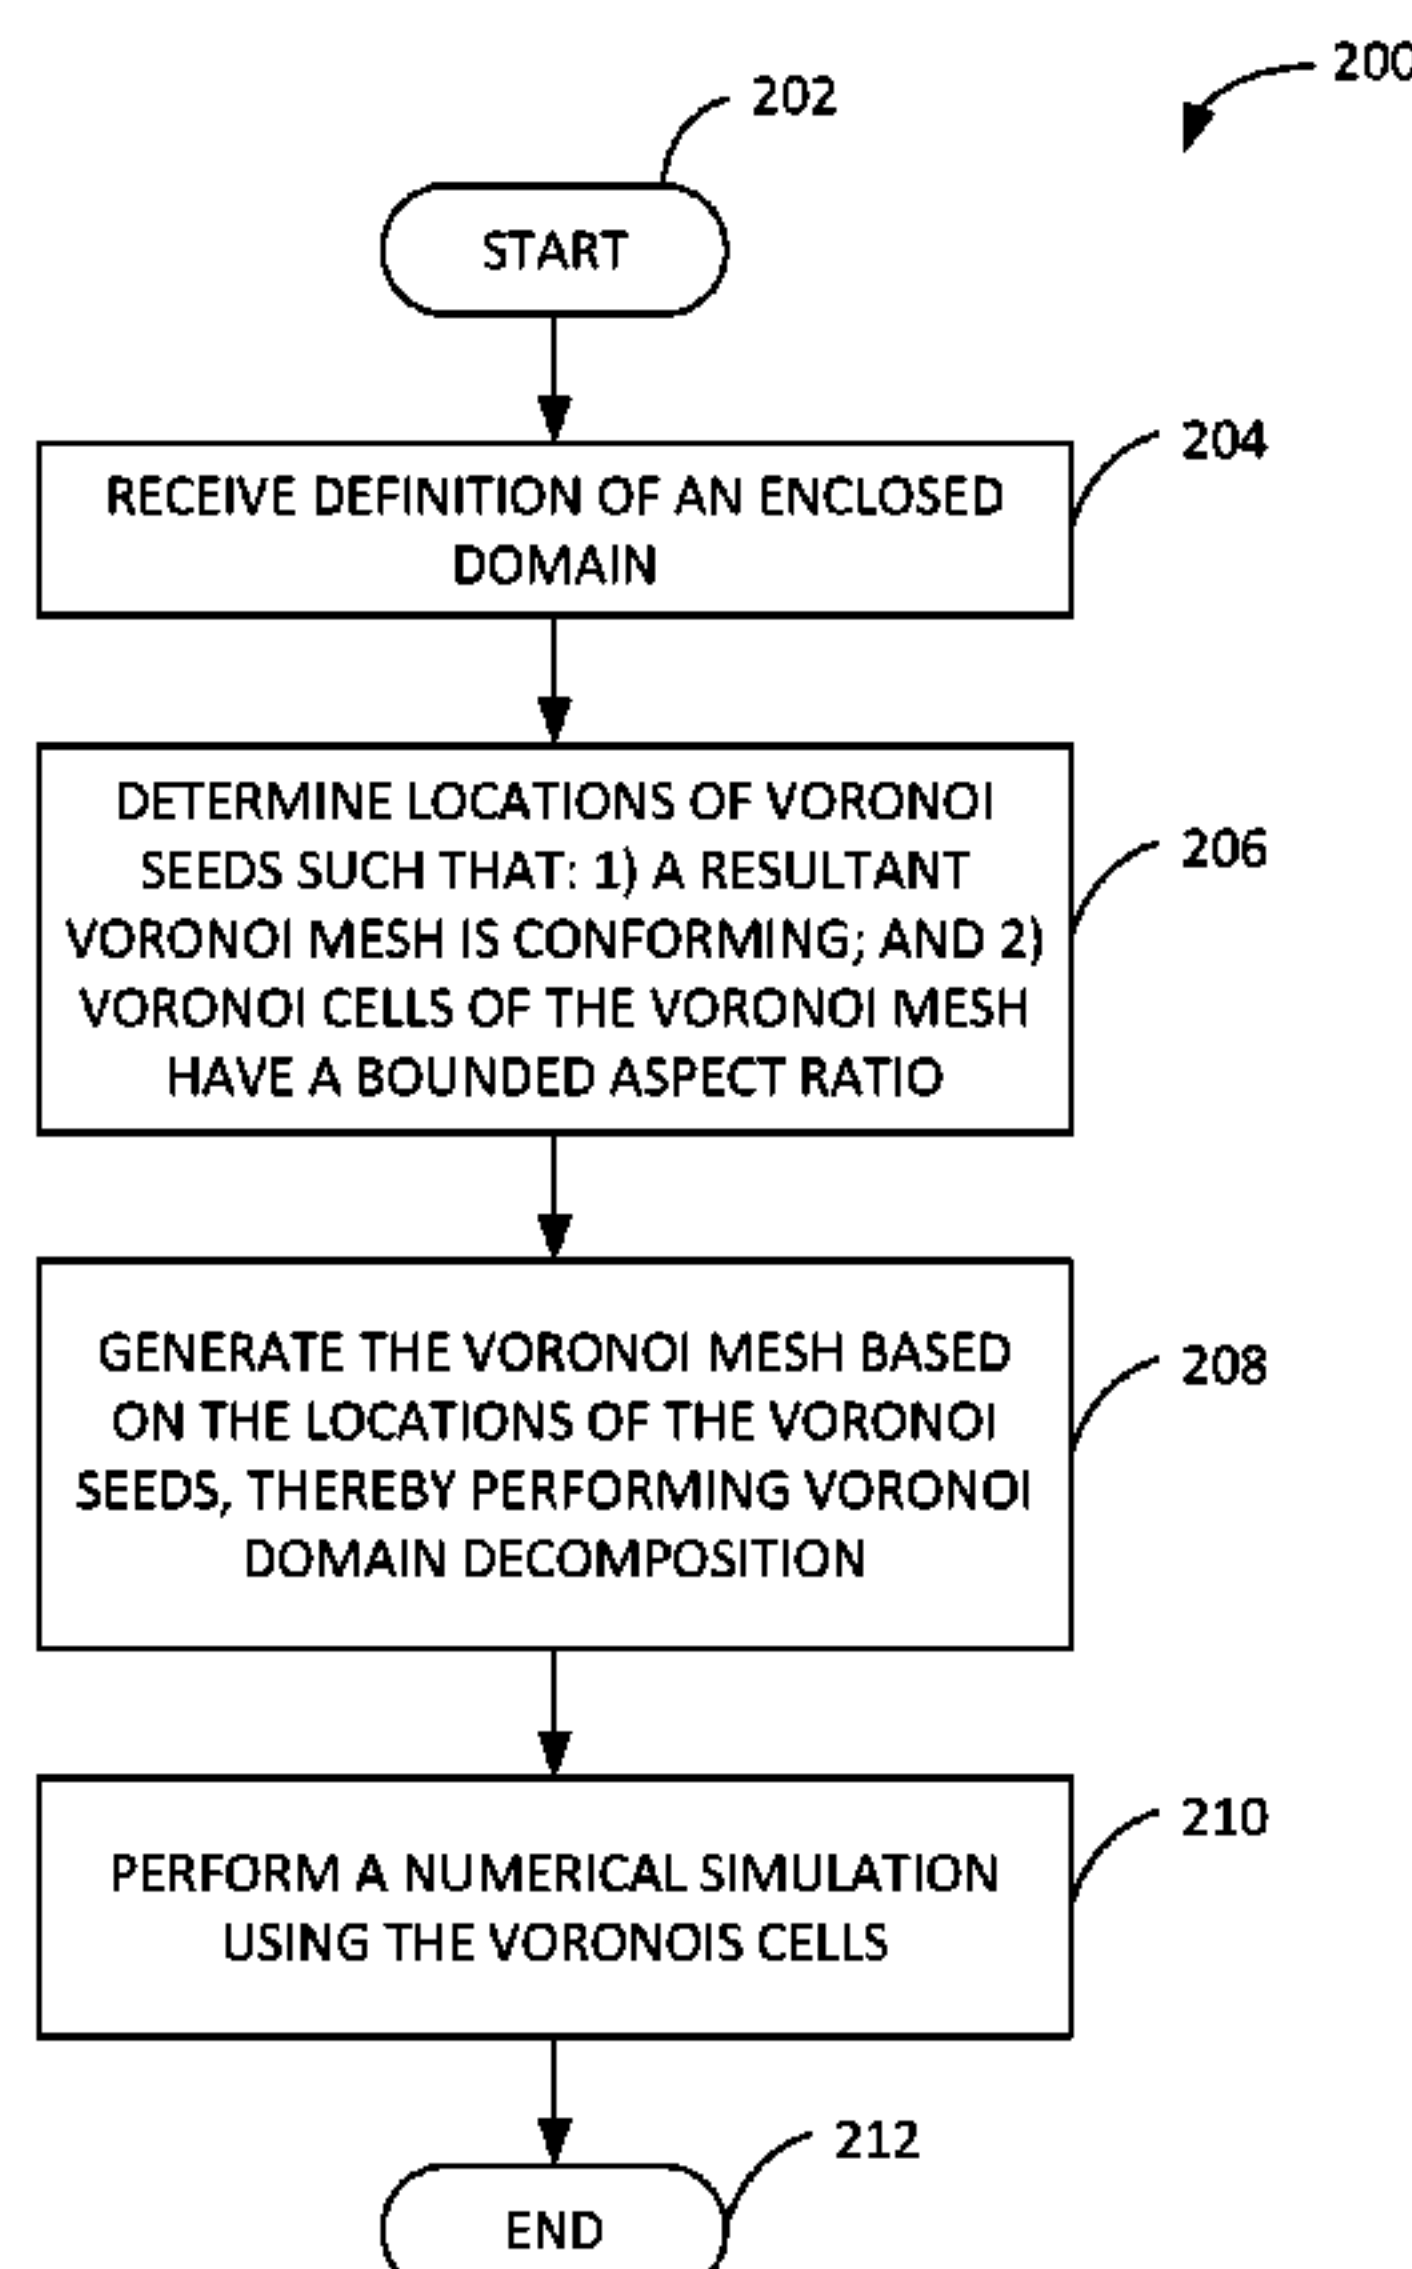 200
202
START
204
RECEIVE DEFINITION OF AN ENCLOSED
DOMAIN
206
DETERMINE LOCATIONS OF VORONOI
SEEDS SUCH THAT: 1) A RESULTANT
VORONOI MESH IS CONFORMING; AND 2)
VORONOI CELLS OF THE VORONOI MESH
HAVE A BOUNDED ASPECT RATIO
208
GENERATE THE VORONOI MESH BASED
ON THE LOCATIONS OF THE VORONOI
SEEDS, THEREBY PERFORMING VORONOI
DOMAIN DECOMPOSITION
210
PERFORM A NUMERICAL SIMULATION
USING THE VORONOIS CELLS
212
END